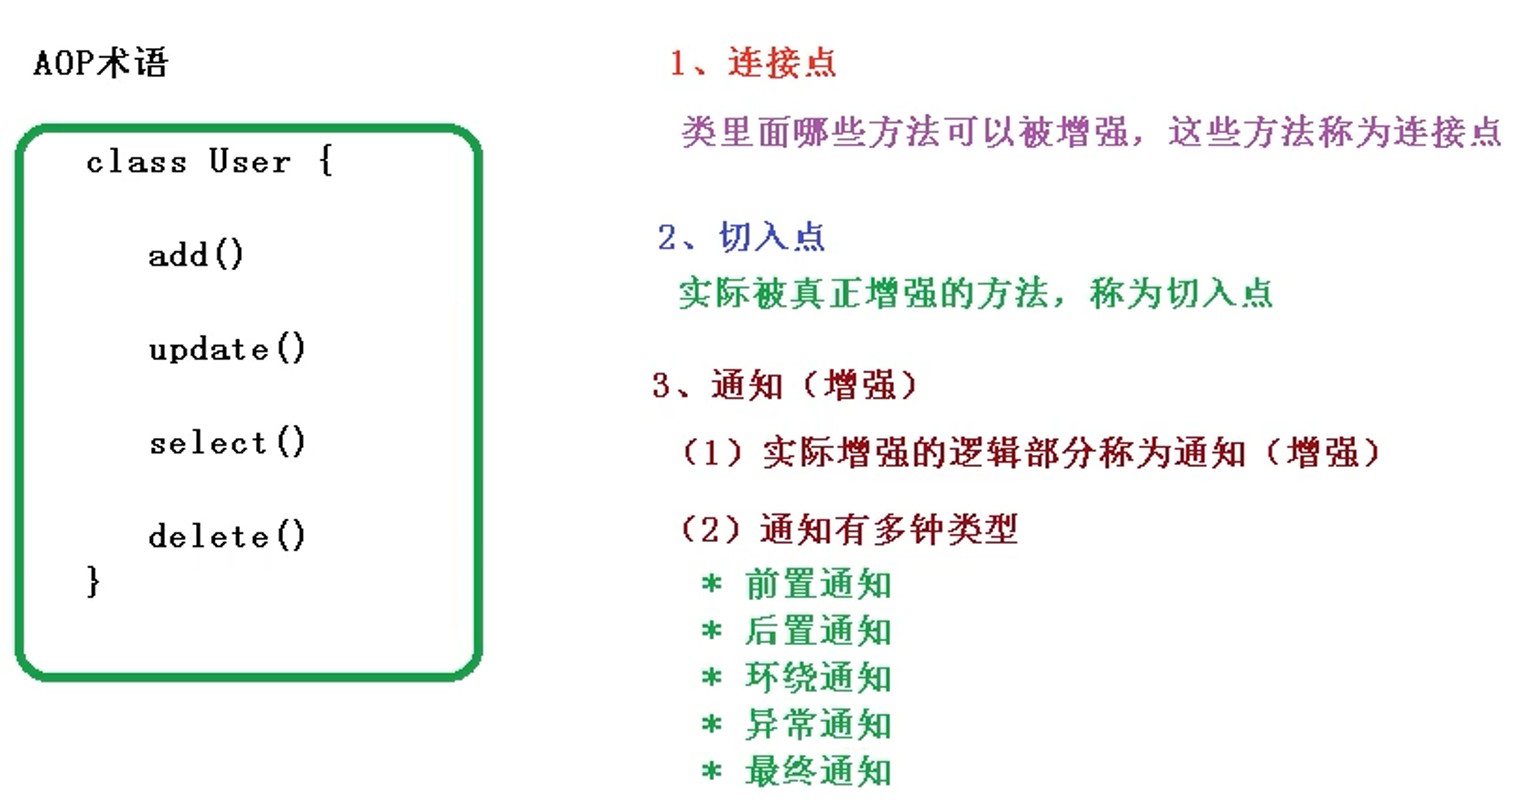 AOP术语
class User {
add()
update()
select()
delete()
}
1、连接点
类里面哪些方法可以被增强，这些方法称为连接点
2、切入点
实际被真正增强的方法，称为切入点
3、通知（增强）
（1）实际增强的逻辑部分称为通知（增强）
（2）通知有多钟类型
* 前置通知
* 后置通知
* 环绕通知
* 异常通知
* 最终通知